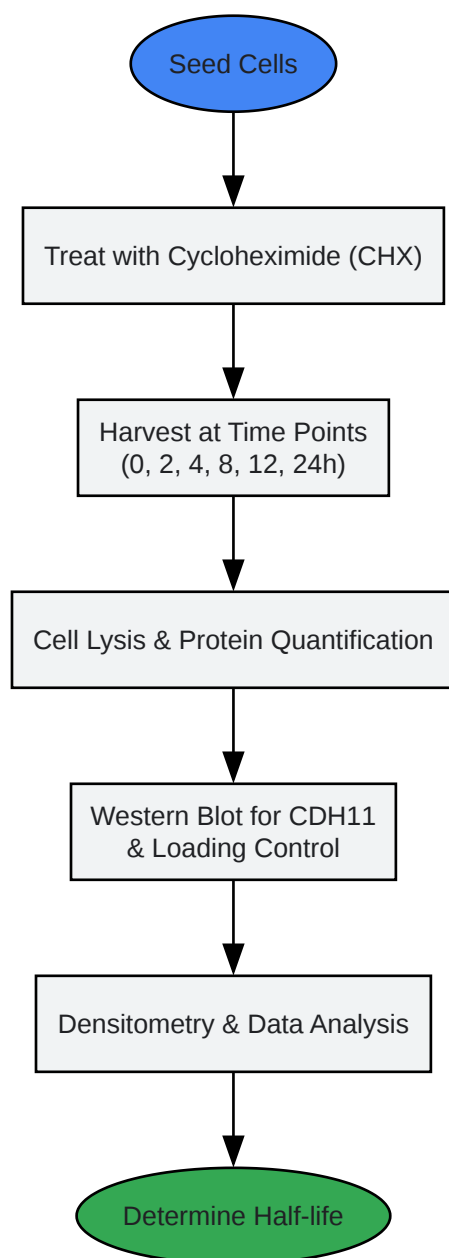 Seed Cells
Treat with Cycloheximide (CHX)
Harvest at Time Points
(0, 2, 4, 8, 12, 24h)
Cell Lysis & Protein Quantification
Western Blot for CDH11
& Loading Control
Densitometry & Data Analysis
Determine Half-life